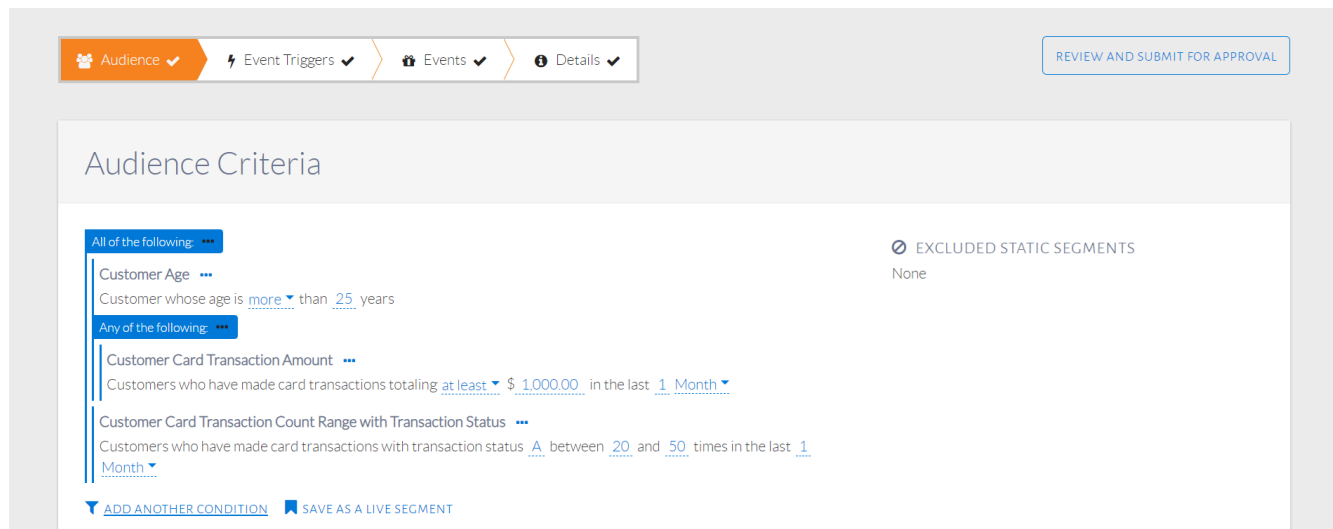 Audience Event Triggers Events Details
REVIEW AND SUBMIT FOR APPROVAL
Audience Criteria
All of the following: •••
Customer Age •••
Customer whose age is more than 25 years
Any of the following: •••
Customer Card Transaction Amount •••
Customers who have made card transactions totaling at least $ 1,000.00 in the last 1 Month
Customer Card Transaction Count Range with Transaction Status •••
Customers who have made card transactions with transaction status A between 20 and 50 times in the last 1
Month
ADD ANOTHER CONDITION SAVE AS A LIVE SEGMENT
EXCLUDED STATIC SEGMENTS
None